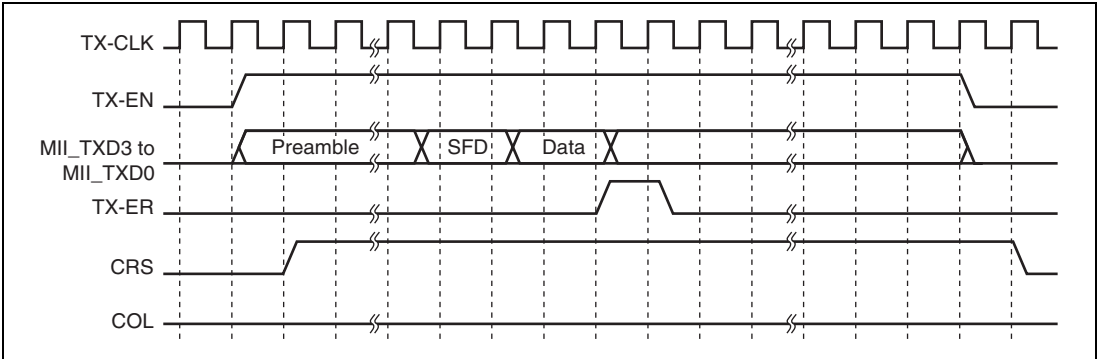 TX-CLK
TX-EN
MII_TXD3 to
MII_TXD0
Preamble
SFD
Data
TX-ER
CRS
COL